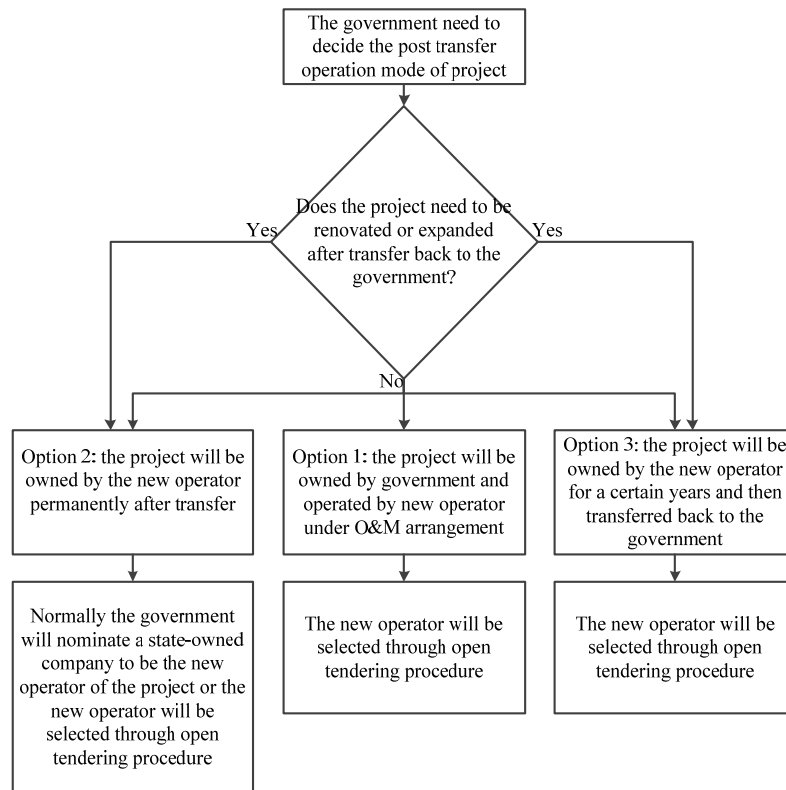 The government need to
decide the post transfer
operation mode of project
Does the project need to be
renovated or expanded
after transfer back to the
government?
Yes
Yes
No
Option 2: the project will be
owned by the new operator
permanently after transfer
Option 1: the project will be
owned by government and
operated by new operator
under O&M arrangement
Option 3: the project will be
owned by the new operator
for a certain years and then
transferred back to the
government
Normally the government
will nominate a state-owned
company to be the new
operator of the project or the
new operator will be
selected through open
tendering procedure
The new operator will be
selected through open
tendering procedure
The new operator will be
selected through open
tendering procedure